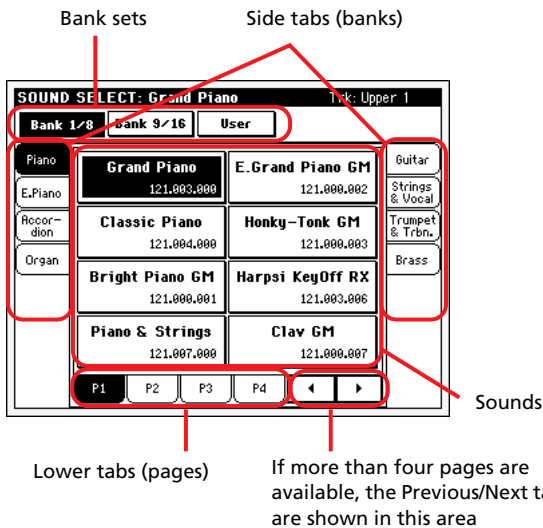 Bank sets
Side tabs (banks)
SOUND SELECT: Grand Piano
Trk: Upper 1
Bank 1/8
Bank 9/16
User
Piano
E.Piano
Accor-
dion
Organ
Grand Piano
121.003.000
E.Grand Piano GM
121.000.002
Classic Piano
121.004.000
Honky-Tonk GM
121.000.003
Bright Piano GM
121.000.001
Harpsi KeyOff RX
121.003.006
Piano & Strings
121.007.000
Clav GM
121.000.007
Guitar
Strings
& Vocal
Trumpet
& Trbn.
Brass
P1
P2
P3
P4
Sounds
Lower tabs (pages)
If more than four pages are
available, the Previous/Next ta
are shown in this area